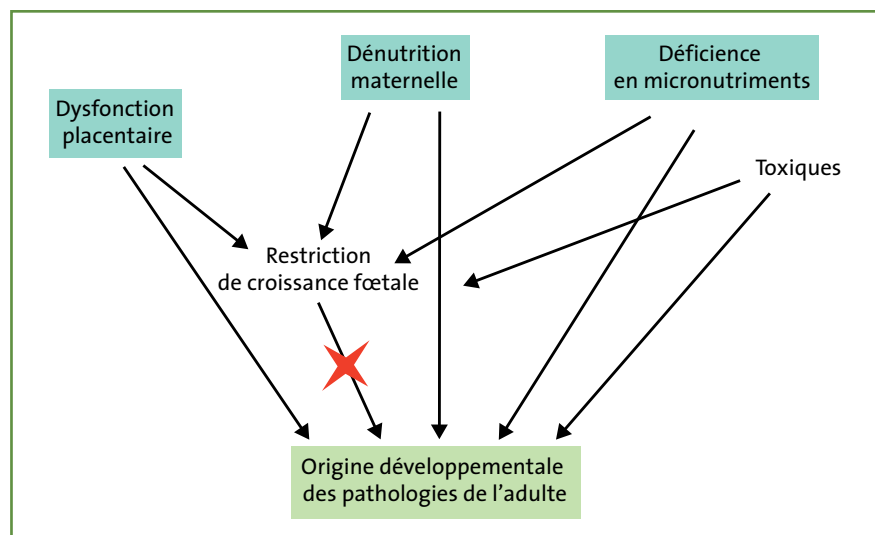 Dénutrition
maternelle
Déficience
en micronutriments
Dysfonction
placentaire
Toxiques
Restriction
de croissance fœtale
Origine développementale
des pathologies de l’adulte